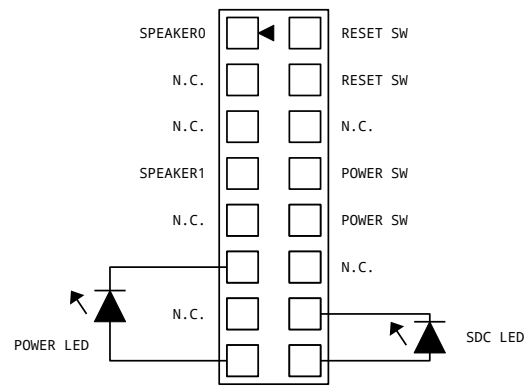 SPEAKER0 RESET SW
N.C. RESET SW
N.C. N.C.
SPEAKER1 POWER SW
N.C. POWER SW
N.C.
N.C.
SDC LED
POWER LED